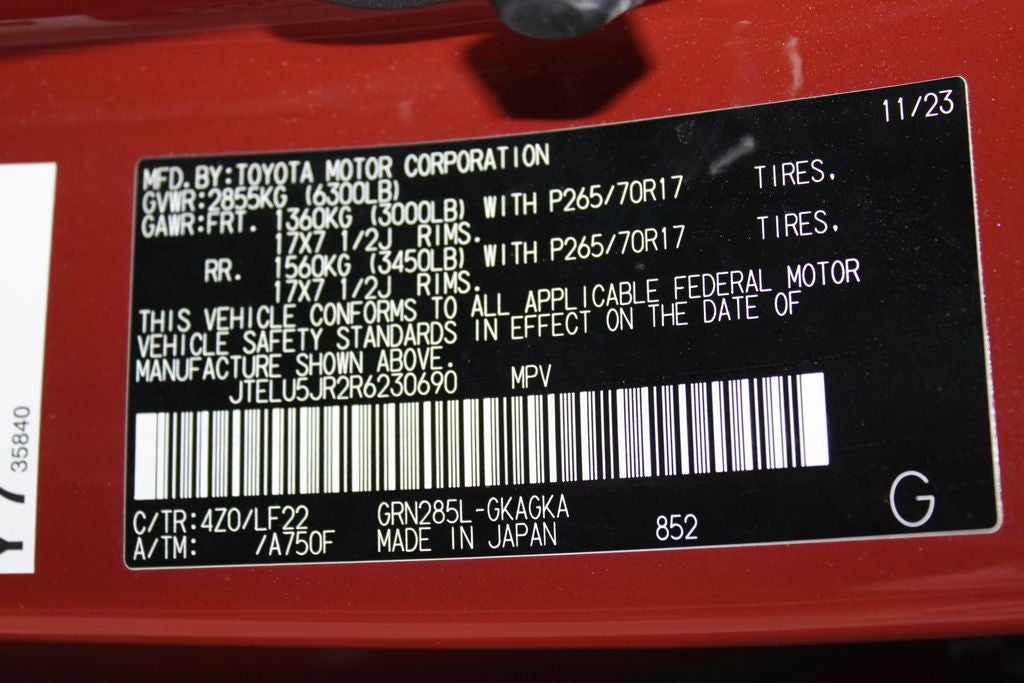 11/23
MFD. BY: TOYOTA MOTOR CORPORATION
GVWR: 2855KG (6300LB)
GAWR: FRT. 1360KG (3000LB) WITH P265/70R17 TIRES,
17X7 1/2J RIMS.
RR. 1560KG (3450LB) WITH P265/70R17 TIRES,
17X7 1/2J RIMS.
THIS VEHICLE CONFORMS TO ALL APPLICABLE FEDERAL MOTOR
VEHICLE SAFETY STANDARDS IN EFFECT ON THE DATE OF
MANUFACTURE SHOWN ABOVE.
JTELU5JR2R6230690 MPV
C/TR: 4Z0/LF22 GRN285L-GKAGKA
A/TM: /A750F MADE IN JAPAN 852
G
35840